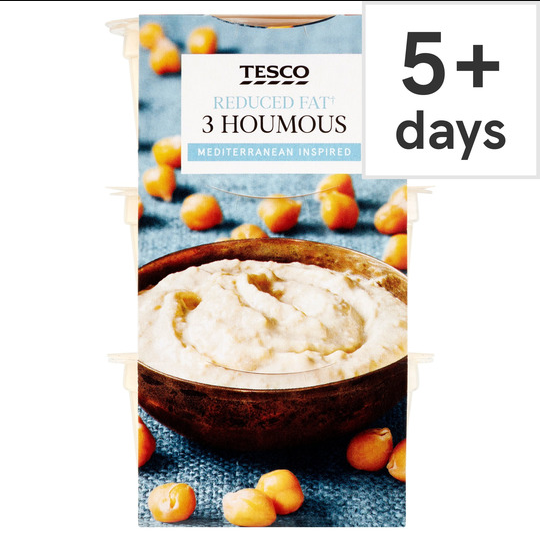 TESCO
REDUCED FAT†
3 HOUMOUS
MEDITERRANEAN INSPIRED
5+
days